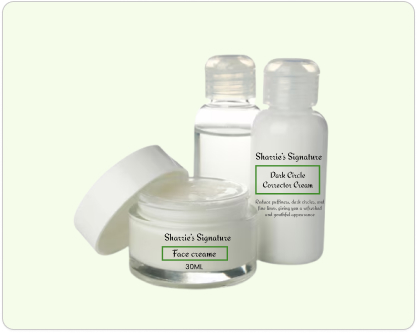 Sharrie's Signature
Dark Circle
Corrector Cream
Reduce puffiness, dark circles, and
fine lines, giving you a refreshed
and youthful appearance
Sharrie's Signature
Face creame
30ML